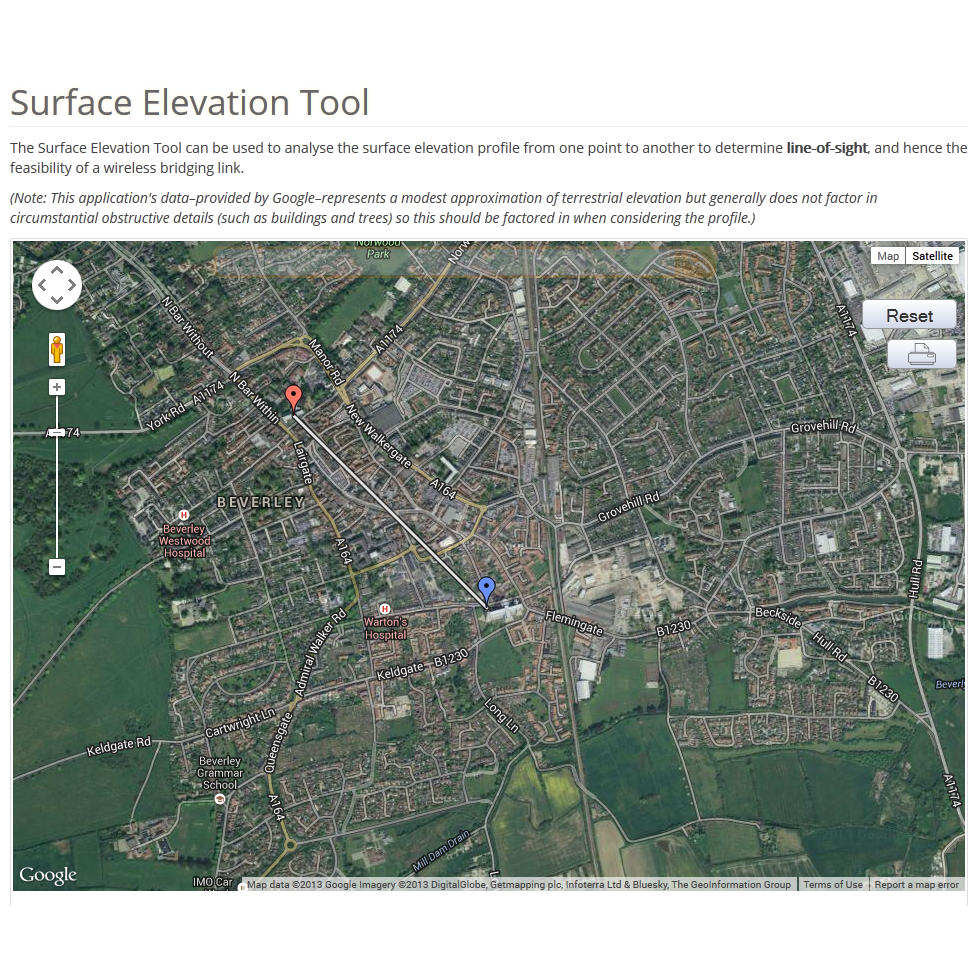 Surface Elevation Tool
The Surface Elevation Tool can be used to analyse the surface elevation profile from one point to another to determine line-of-sight, and hence the
feasibility of a wireless bridging link.
(Note: This application's data–provided by Google–represents a modest approximation of terrestrial elevation but generally does not factor in
circumstantial obstructive details (such as buildings and trees) so this should be factored in when considering the profile.)
Norwood
Park
Norw
Map
Satellite
Reset
N Bar Without
A1174
A1174
Manor Rd
N Bar Within
A1174
York Rd
74
New Walkergate
Lairgate
Grovehill Rd
A164
BEVERLEY
Grovehill Rd
H
Beverley
Westwood
Hospital
A164
Hull Rd
H
Warton's
Hospital
Flemingate
B1230
Beckside
Hull Rd
Admiral Walker Rd
Keldgate
B1230
B1230
Beverl
Long Ln
Cartwright Ln
Keldgate Rd
Queensgate
Beverley
Grammar
School
A1174
A164
Mill Dam Drain
L
Google
IMO Car
Map data ©2013 Google Imagery ©2013 DigitalGlobe, Getmapping plc, Infoterra Ltd & Bluesky, The GeoInformation Group
Terms of Use
Report a map error